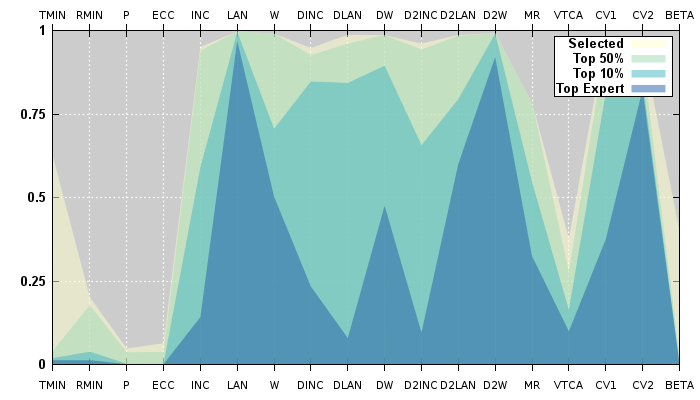 TMIN RMIN P ECC INC LAN W DINC DLAN DW D2INC D2LAN D2W MR VTCA CV1 CV2 BETA
1
Selected
Top 50%
Top 10%
Top Expert
0.75
0.5
0.25
0
TMIN RMIN P ECC INC LAN W DINC DLAN DW D2INC D2LAN D2W MR VTCA CV1 CV2 BETA